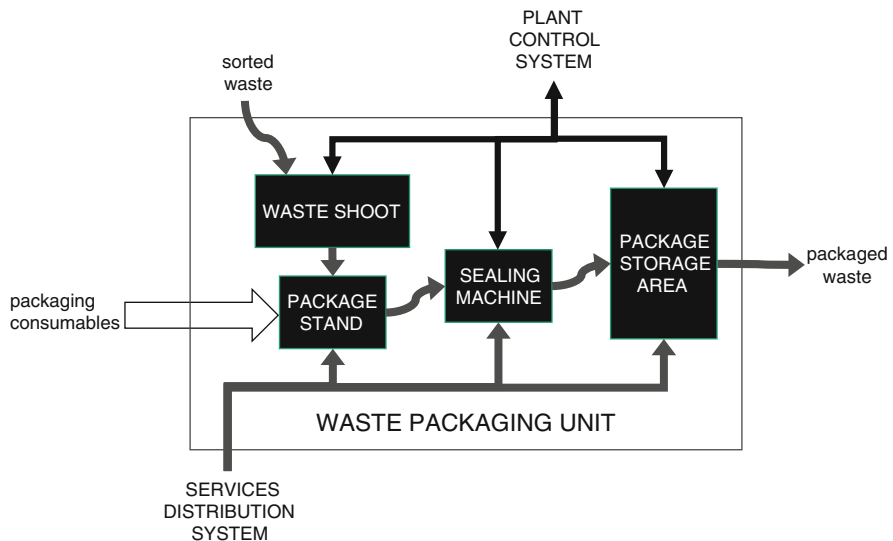 PLANT
CONTROL
SYSTEM
sorted
waste
WASTE SHOOT
PACKAGE
STORAGE
AREA
SEALING
MACHINE
packaged
waste
PACKAGE
STAND
packaging
consumables
WASTE PACKAGING UNIT
SERVICES
DISTRIBUTION
SYSTEM